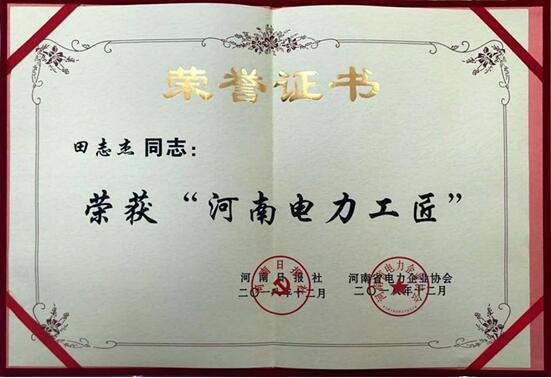 荣誉证书
田志杰同志：
荣获“河南电力工匠”
河南日报社
河南省电力企业协会